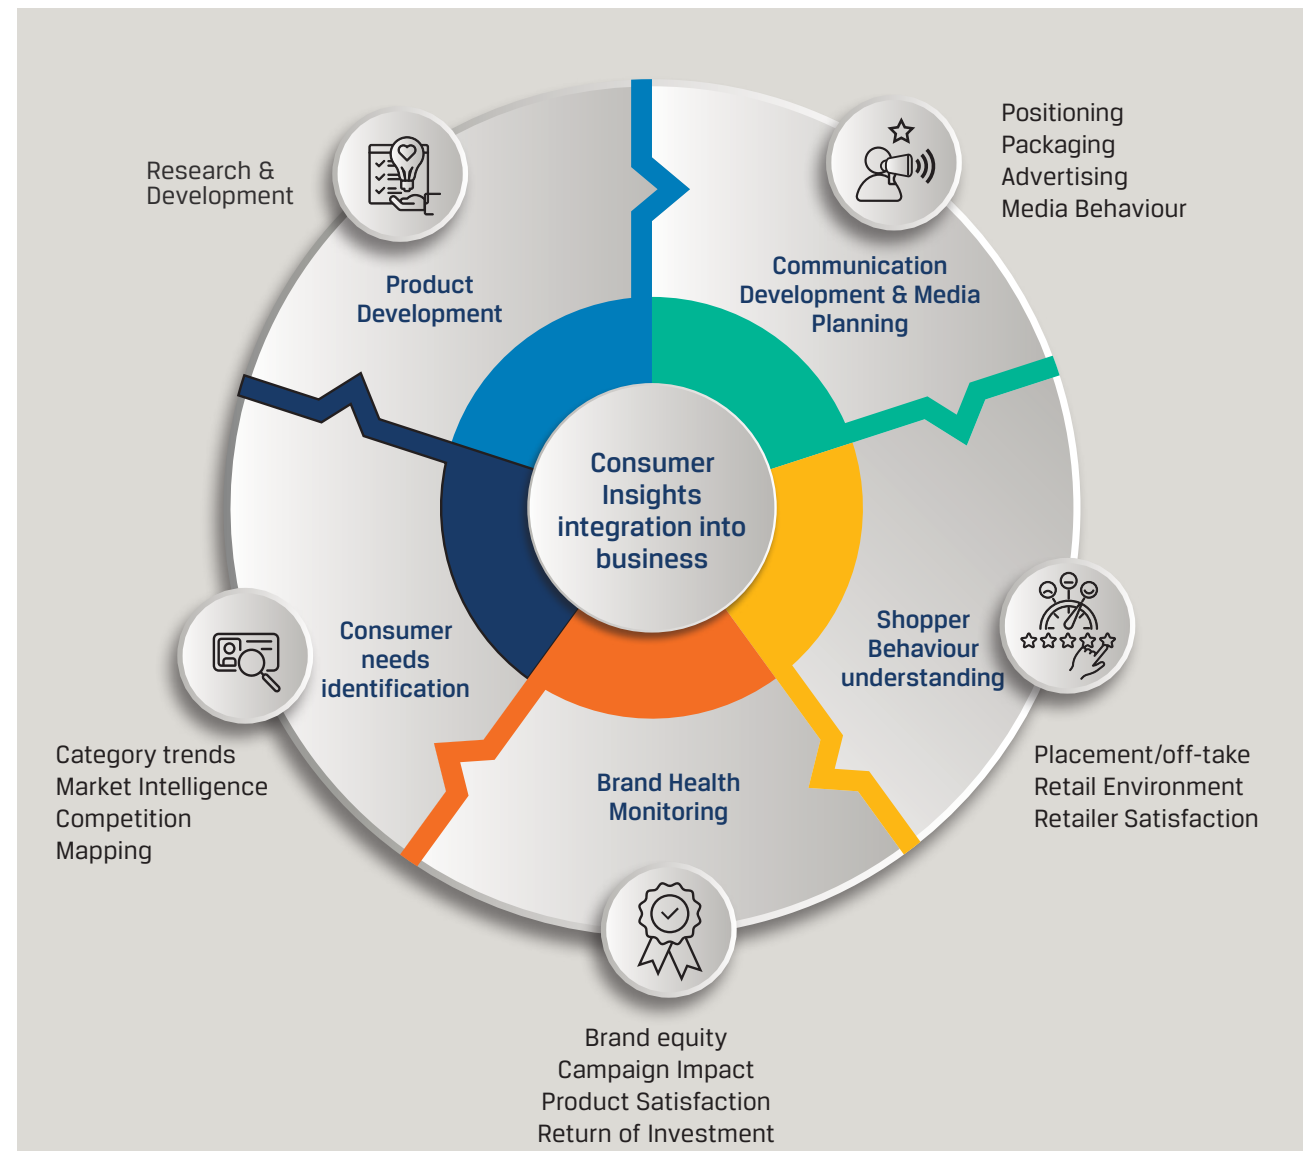 Research &
Development
Positioning
Packaging
Advertising
Media Behaviour
Product
Development
Communication
Development & Media
Planning
Consumer
Insights
integration into
business
Consumer
needs
identification
Shopper
Behaviour
understanding
Brand Health
Monitoring
Category trends
Market Intelligence
Competition
Mapping
Placement/off-take
Retail Environment
Retailer Satisfaction
Brand equity
Campaign Impact
Product Satisfaction
Return of Investment